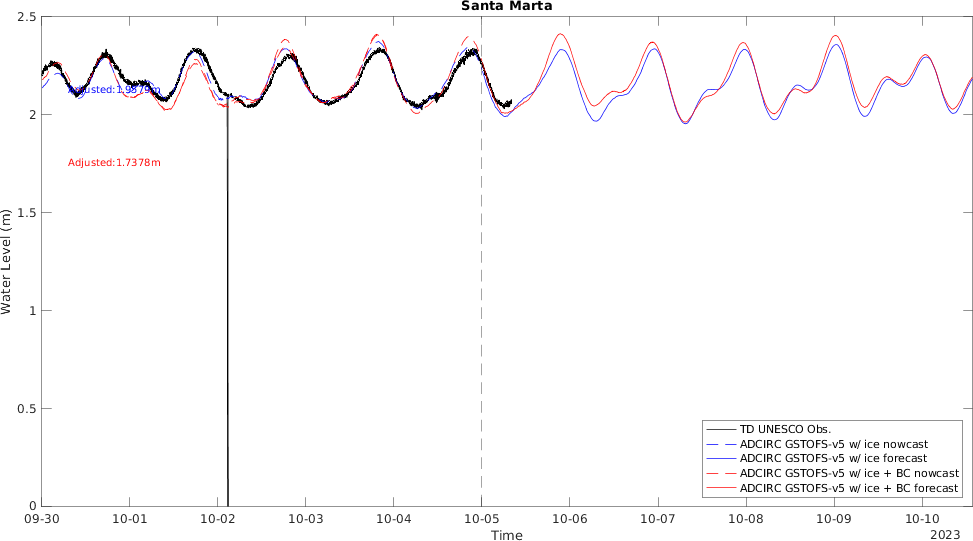 Santa Marta
2.5
2
1.5
1
0.5
0
Water Level (m)
Adjusted:1.9879m
Adjusted:1.7378m
TD UNESCO Obs.
ADCIRC GSTOFS-v5 w/ ice nowcast
ADCIRC GSTOFS-v5 w/ ice forecast
ADCIRC GSTOFS-v5 w/ ice + BC nowcast
ADCIRC GSTOFS-v5 w/ ice + BC forecast
09-30 10-01 10-02 10-03 10-04 10-05 10-06 10-07 10-08 10-09 10-10
Time
2023